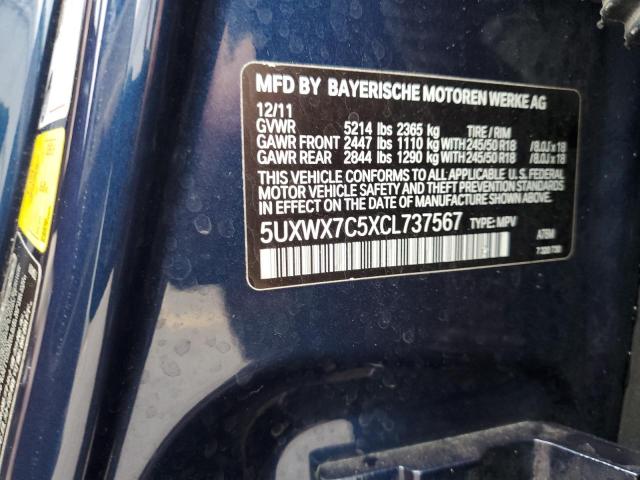 MFD BY BAYERISCHE MOTOREN WERKE AG
12/11
GVWR 5214 lbs 2365 kg TIRE / RIM
GAWR FRONT 2447 lbs 1110 kg WITH 245/50 R18 / 8.0J x 18
GAWR REAR 2844 lbs 1290 kg WITH 245/50 R18 / 8.0J x 18
THIS VEHICLE CONFORMS TO ALL APPLICABLE U. S. FEDERAL
MOTOR VEHICLE SAFETY AND THEFT PREVENTION STANDARDS
IN EFFECT ON THE DATE OF MANUFACTURE SHOWN ABOVE.
5UXWX7C5XCL737567 TYPE: MPV